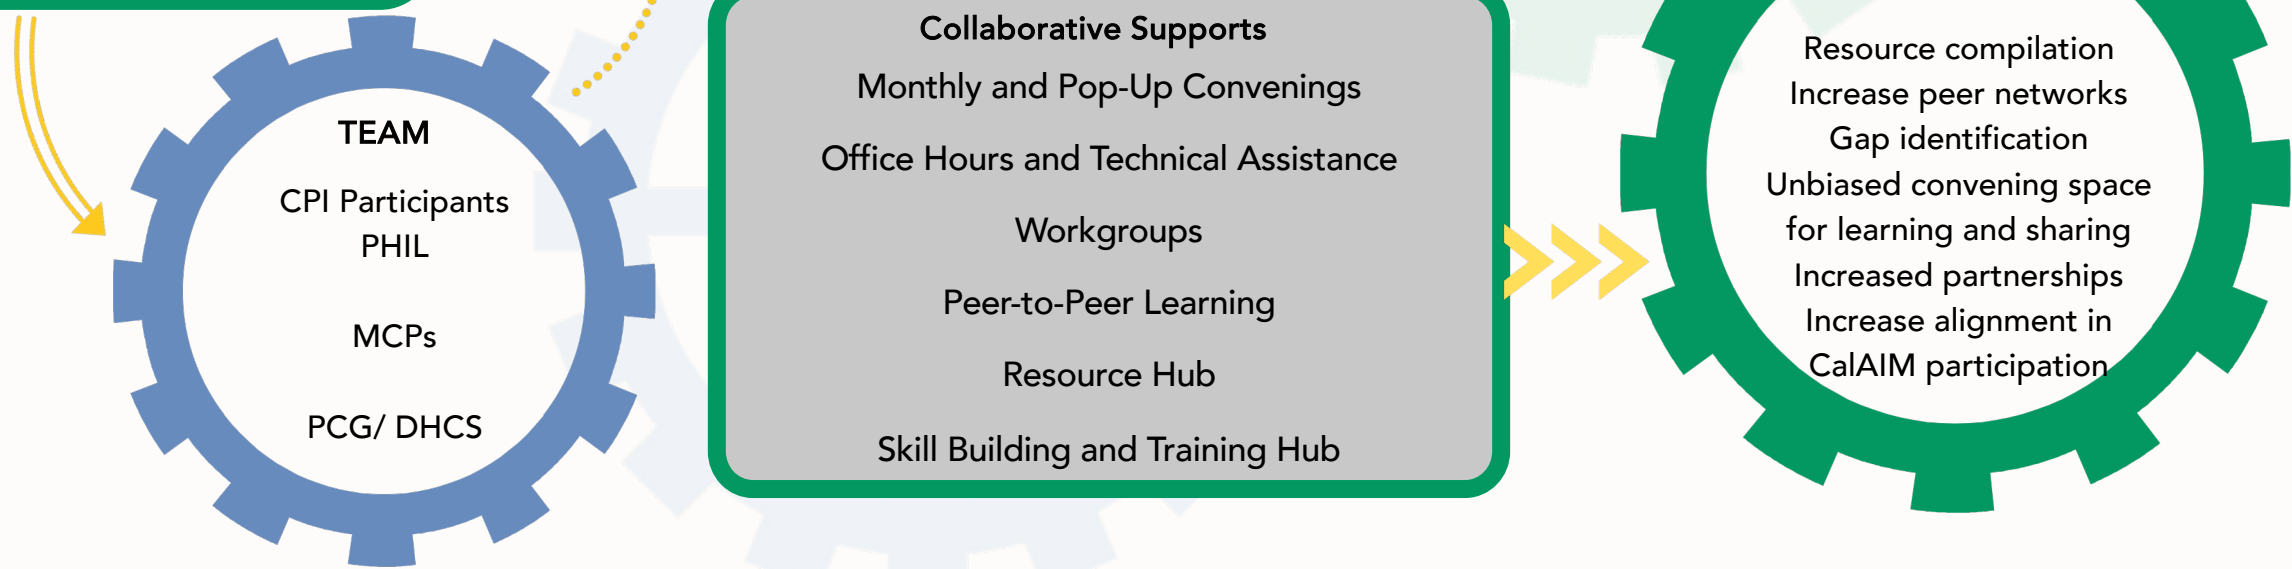 TEAM
CPI Participants
PHIL
MCPs
PCG/ DHCS
Collaborative Supports
Monthly and Pop-Up Convenings
Office Hours and Technical Assistance
Workgroups
Peer-to-Peer Learning
Resource Hub
Skill Building and Training Hub
Resource compilation
Increase peer networks
Gap identification
Unbiased convening space
for learning and sharing
Increased partnerships
Increase alignment in
CalAIM participation